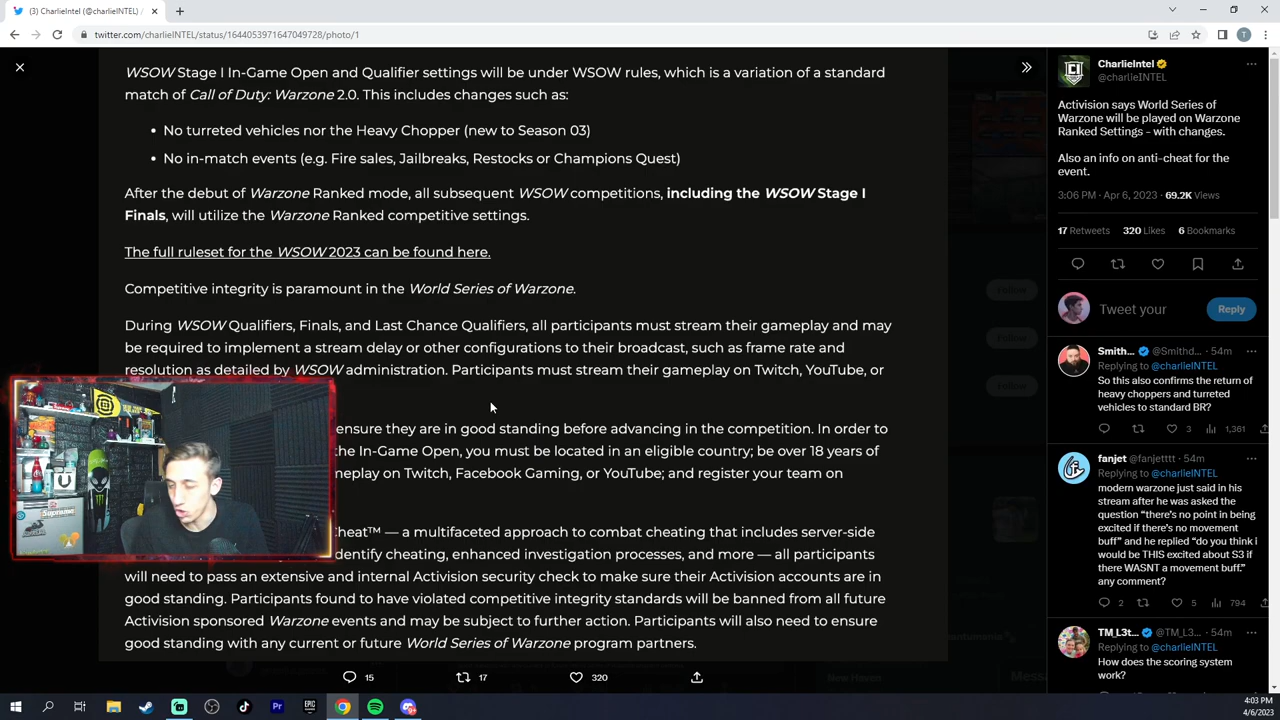 (3) CharlieIntel (@charlieINTEL) /
twitter.com/charlieINTEL/status/1644053971647049728/photo/1
WSOW Stage I In-Game Open and Qualifier settings will be under WSOW rules, which is a variation of a standard
match of Call of Duty: Warzone 2.0. This includes changes such as:
• No turreted vehicles nor the Heavy Chopper (new to Season 03)
• No in-match events (e.g. Fire sales, Jailbreaks, Restocks or Champions Quest)
After the debut of Warzone Ranked mode, all subsequent WSOW competitions, including the WSOW Stage I
Finals, will utilize the Warzone Ranked competitive settings.
The full ruleset for the WSOW 2023 can be found here.
Competitive integrity is paramount in the World Series of Warzone.
During WSOW Qualifiers, Finals, and Last Chance Qualifiers, all participants must stream their gameplay and may
be required to implement a stream delay or other configurations to their broadcast, such as frame rate and
resolution as detailed by WSOW administration. Participants must stream their gameplay on Twitch, YouTube, or
ensure they are in good standing before advancing in the competition. In order to
the In-Game Open, you must be located in an eligible country; be over 18 years of
meplay on Twitch, Facebook Gaming, or YouTube; and register your team on
Cheat™ — a multifaceted approach to combat cheating that includes server-side
identify cheating, enhanced investigation processes, and more — all participants
will need to pass an extensive and internal Activision security check to make sure their Activision accounts are in
good standing. Participants found to have violated competitive integrity standards will be banned from all future
Activision sponsored Warzone events and may be subject to further action. Participants will also need to ensure
good standing with any current or future World Series of Warzone program partners.
15
17
320
CharlieIntel
@charlieINTEL
Activision says World Series of
Warzone will be played on Warzone
Ranked Settings - with changes.
Also an info on anti-cheat for the
event.
3:06 PM · Apr 6, 2023 · 69.2K Views
17 Retweets 320 Likes 6 Bookmarks
Tweet your
Reply
Smith... @Smithd... · 54m
Replying to @charlieINTEL
So this also confirms the return of
heavy choppers and turreted
vehicles to standard BR?
3 1,361
fanjet @fanjetttt · 54m
Replying to @charlieINTEL
modern warzone just said in his
stream after he was asked the
question "there's no point in being
excited if there's no movement
buff" and he replied "do you think i
would be THIS excited about S3 if
there WASNT a movement buff."
any comment?
2 5 794
TM_L3t... @TM_L3... · 54m
Replying to @charlieINTEL
How does the scoring system
work?
4:03 PM
4/6/2023